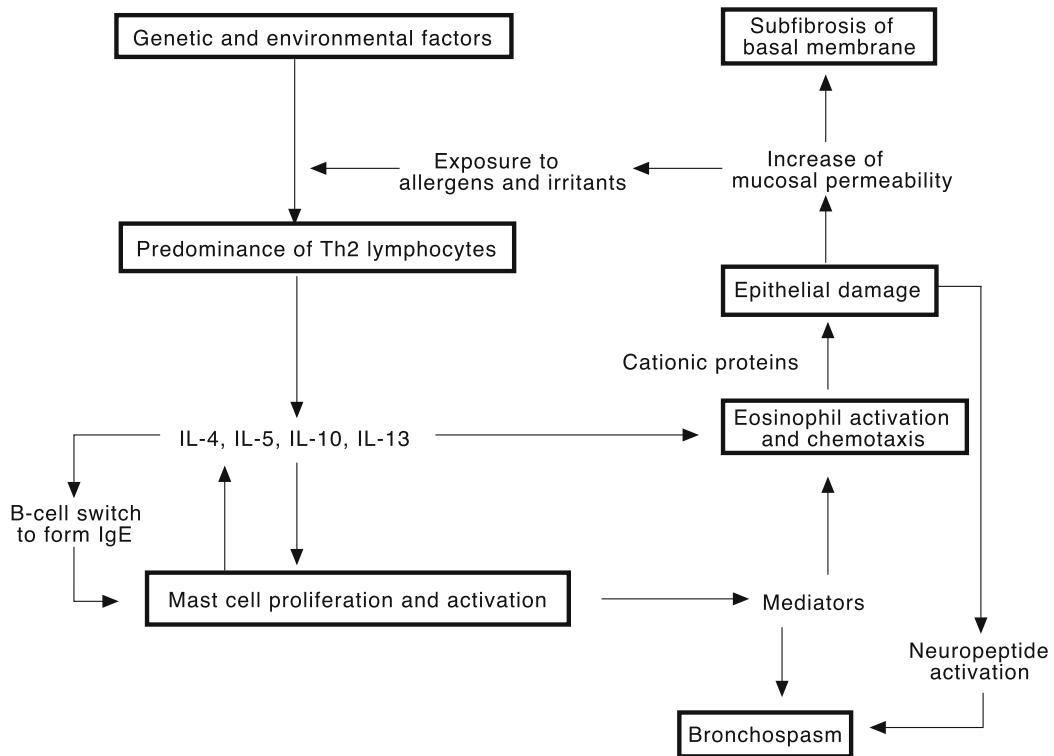 Genetic and environmental factors
Subfibrosis of
basal membrane
Exposure to
allergens and irritants
Increase of
mucosal permeability
Predominance of Th2 lymphocytes
Epithelial damage
Cationic proteins
IL-4, IL-5, IL-10, IL-13
Eosinophil activation
and chemotaxis
B-cell switch
to form IgE
Mast cell proliferation and activation
Mediators
Neuropeptide
activation
Bronchospasm